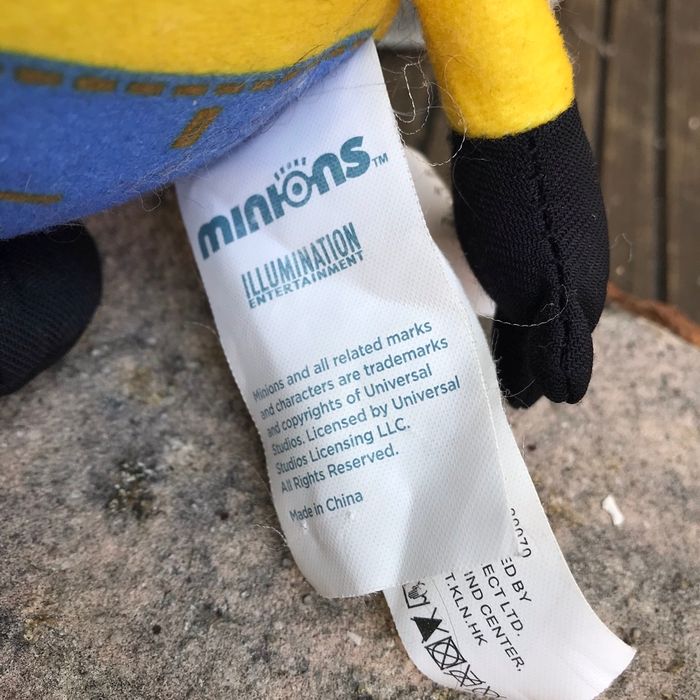 minions™
ILLUMINATION
ENTERTAINMENT
Minions and all related marks
and characters are trademarks
and copyrights of Universal
Studios. Licensed by Universal
Studios Licensing LLC.
All Rights Reserved.
Made in China
ED BY
ECT LTD.
IND CENTER,
T.KLN.HK